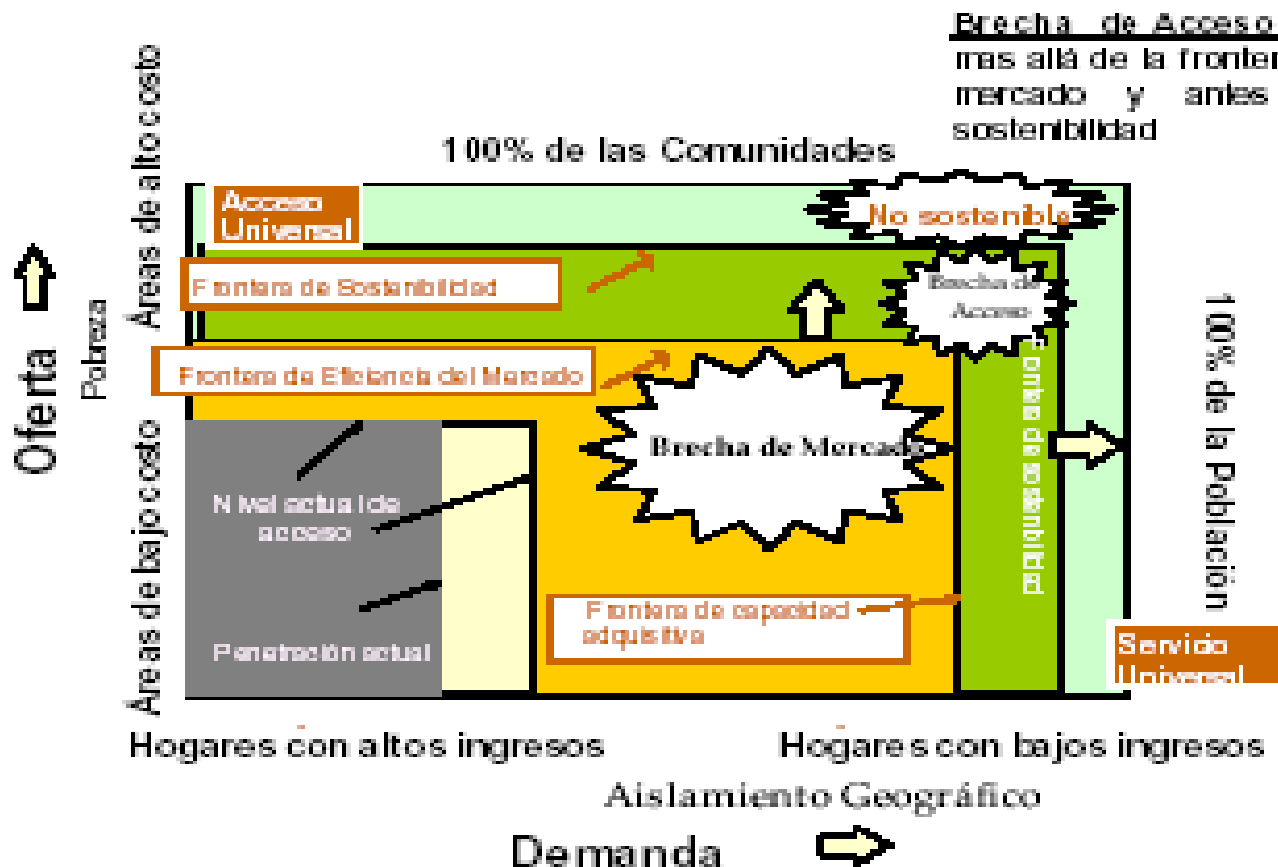 Brecha de Acceso
mas allá de la fronter
mercado y antes
sostenibilidad
100% de las Comunidades
Áreas de alto costo
Acceso
Universal
No sostenible
Frontera de Sostenibilidad
Brecha de
Acceso
Oferta
Pobreza
Frontera de Eficiencia del Mercado
Brecha de Mercado
Frontera de sostenibilidad
100% de la Población
Áreas de bajo costo
Nivel actual de
acceso
Penetración actual
Frontera de capacidad
adquisitiva
Servicio
Universal
Hogares con altos ingresos
Hogares con bajos ingresos
Aislamiento Geográfico
Demanda